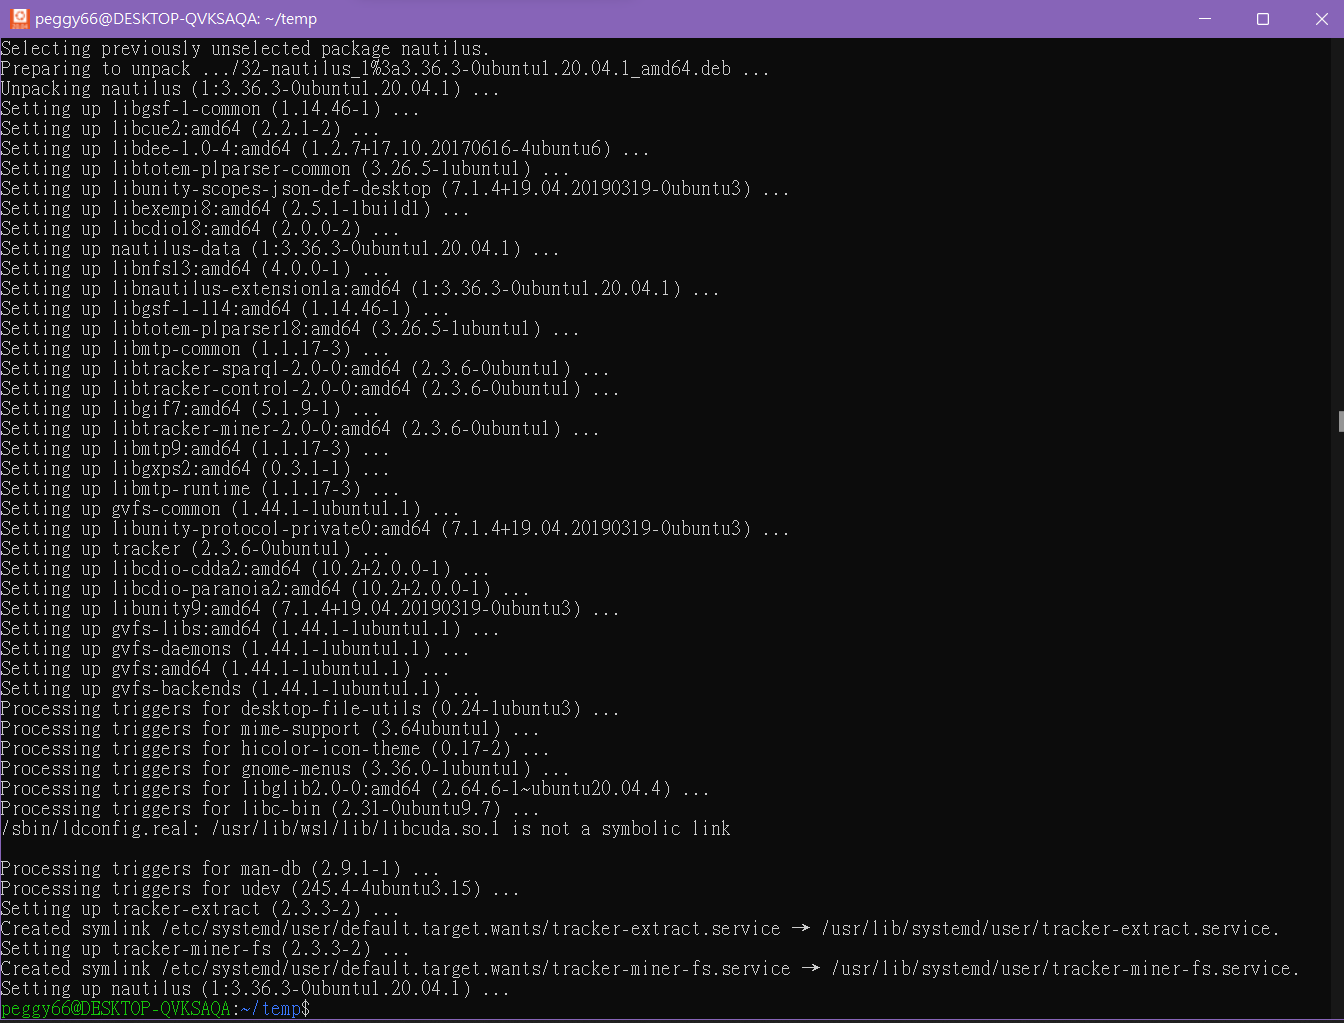 peggy66@DESKTOP-QVKSAQA: ~/temp
Selecting previously unselected package nautilus.
Preparing to unpack .../32-nautilus_1%3a3.36.3-0ubuntu1.20.04.1_amd64.deb ...
Unpacking nautilus (1:3.36.3-0ubuntu1.20.04.1) ...
Setting up libgsf-1-common (1.14.46-1) ...
Setting up libcue2:amd64 (2.2.1-2) ...
Setting up libdee-1.0-4:amd64 (1.2.7+17.10.20170616-4ubuntu6) ...
Setting up libtotem-plparser-common (3.26.5-1ubuntu1) ...
Setting up libunity-scopes-json-def-desktop (7.1.4+19.04.20190319-0ubuntu3) ...
Setting up libexempi8:amd64 (2.5.1-1build1) ...
Setting up libcdio18:amd64 (2.0.0-2) ...
Setting up nautilus-data (1:3.36.3-0ubuntu1.20.04.1) ...
Setting up libnfs13:amd64 (4.0.0-1) ...
Setting up libnautilus-extension1a:amd64 (1:3.36.3-0ubuntu1.20.04.1) ...
Setting up libgsf-1-114:amd64 (1.14.46-1) ...
Setting up libtotem-plparser18:amd64 (3.26.5-1ubuntu1) ...
Setting up libmtp-common (1.1.17-3) ...
Setting up libtracker-sparql-2.0-0:amd64 (2.3.6-0ubuntu1) ...
Setting up libtracker-control-2.0-0:amd64 (2.3.6-0ubuntu1) ...
Setting up libgif7:amd64 (5.1.9-1) ...
Setting up libtracker-miner-2.0-0:amd64 (2.3.6-0ubuntu1) ...
Setting up libmtp9:amd64 (1.1.17-3) ...
Setting up libgxps2:amd64 (0.3.1-1) ...
Setting up libmtp-runtime (1.1.17-3) ...
Setting up gvfs-common (1.44.1-1ubuntu1.1) ...
Setting up libunity-protocol-private0:amd64 (7.1.4+19.04.20190319-0ubuntu3) ...
Setting up tracker (2.3.6-0ubuntu1) ...
Setting up libcdio-cdda2:amd64 (10.2+2.0.0-1) ...
Setting up libcdio-paranoia2:amd64 (10.2+2.0.0-1) ...
Setting up libunity9:amd64 (7.1.4+19.04.20190319-0ubuntu3) ...
Setting up gvfs-libs:amd64 (1.44.1-1ubuntu1.1) ...
Setting up gvfs-daemons (1.44.1-1ubuntu1.1) ...
Setting up gvfs:amd64 (1.44.1-1ubuntu1.1) ...
Setting up gvfs-backends (1.44.1-1ubuntu1.1) ...
Processing triggers for desktop-file-utils (0.24-1ubuntu3) ...
Processing triggers for mime-support (3.64ubuntu1) ...
Processing triggers for hicolor-icon-theme (0.17-2) ...
Processing triggers for gnome-menus (3.36.0-1ubuntu1) ...
Processing triggers for libglib2.0-0:amd64 (2.64.6-1~ubuntu20.04.4) ...
Processing triggers for libc-bin (2.31-0ubuntu9.7) ...
/sbin/ldconfig.real: /usr/lib/wsl/lib/libcuda.so.1 is not a symbolic link
Processing triggers for man-db (2.9.1-1) ...
Processing triggers for udev (245.4-4ubuntu3.15) ...
Setting up tracker-extract (2.3.3-2) ...
Created symlink /etc/systemd/user/default.target.wants/tracker-extract.service → /usr/lib/systemd/user/tracker-extract.service.
Setting up tracker-miner-fs (2.3.3-2) ...
Created symlink /etc/systemd/user/default.target.wants/tracker-miner-fs.service → /usr/lib/systemd/user/tracker-miner-fs.service.
Setting up nautilus (1:3.36.3-0ubuntu1.20.04.1) ...
peggy66@DESKTOP-QVKSAQA:~/temp$